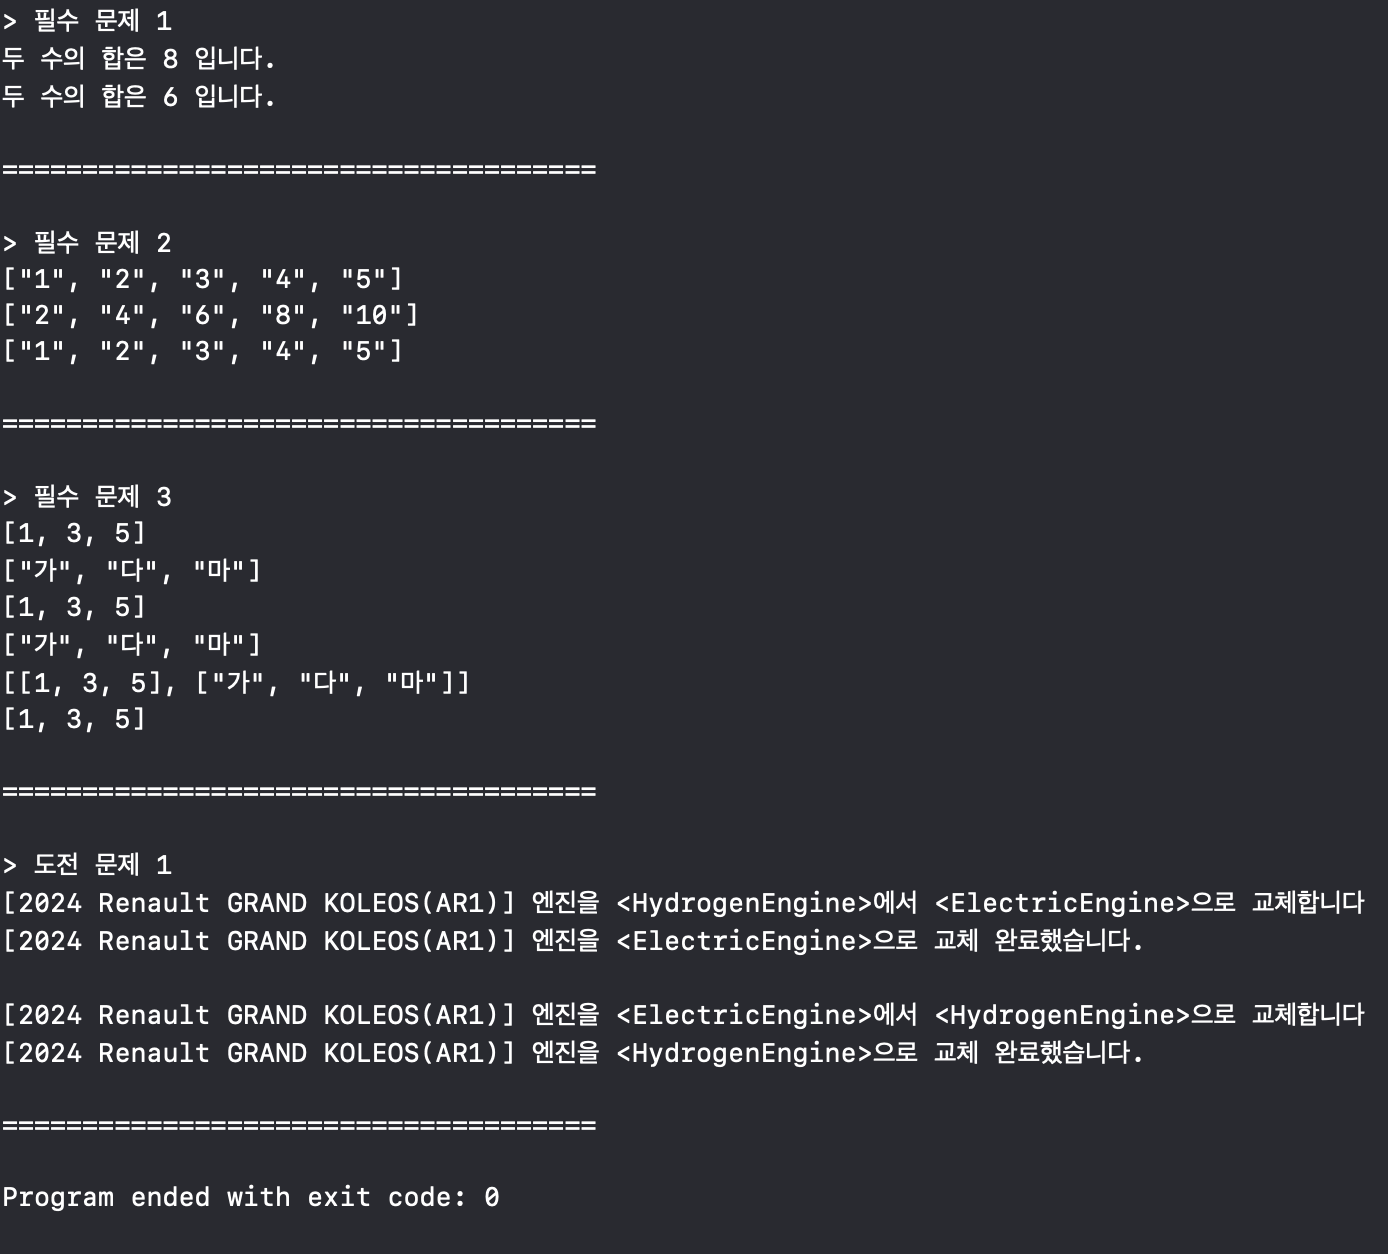 > 필수 문제 1
두 수의 합은 8 입니다.
두 수의 합은 6 입니다.
=====================================
> 필수 문제 2
["1", "2", "3", "4", "5"]
["2", "4", "6", "8", "10"]
["1", "2", "3", "4", "5"]
=====================================
> 필수 문제 3
[1, 3, 5]
["가", "다", "마"]
[1, 3, 5]
["가", "다", "마"]
[[1, 3, 5], ["가", "다", "마"]]
[1, 3, 5]
=====================================
> 도전 문제 1
[2024 Renault GRAND KOLEOS(AR1)] 엔진을 <HydrogenEngine>에서 <ElectricEngine>으로 교체합니다
[2024 Renault GRAND KOLEOS(AR1)] 엔진을 <ElectricEngine>으로 교체 완료했습니다.
[2024 Renault GRAND KOLEOS(AR1)] 엔진을 <ElectricEngine>에서 <HydrogenEngine>으로 교체합니다
[2024 Renault GRAND KOLEOS(AR1)] 엔진을 <HydrogenEngine>으로 교체 완료했습니다.
=====================================
Program ended with exit code: 0